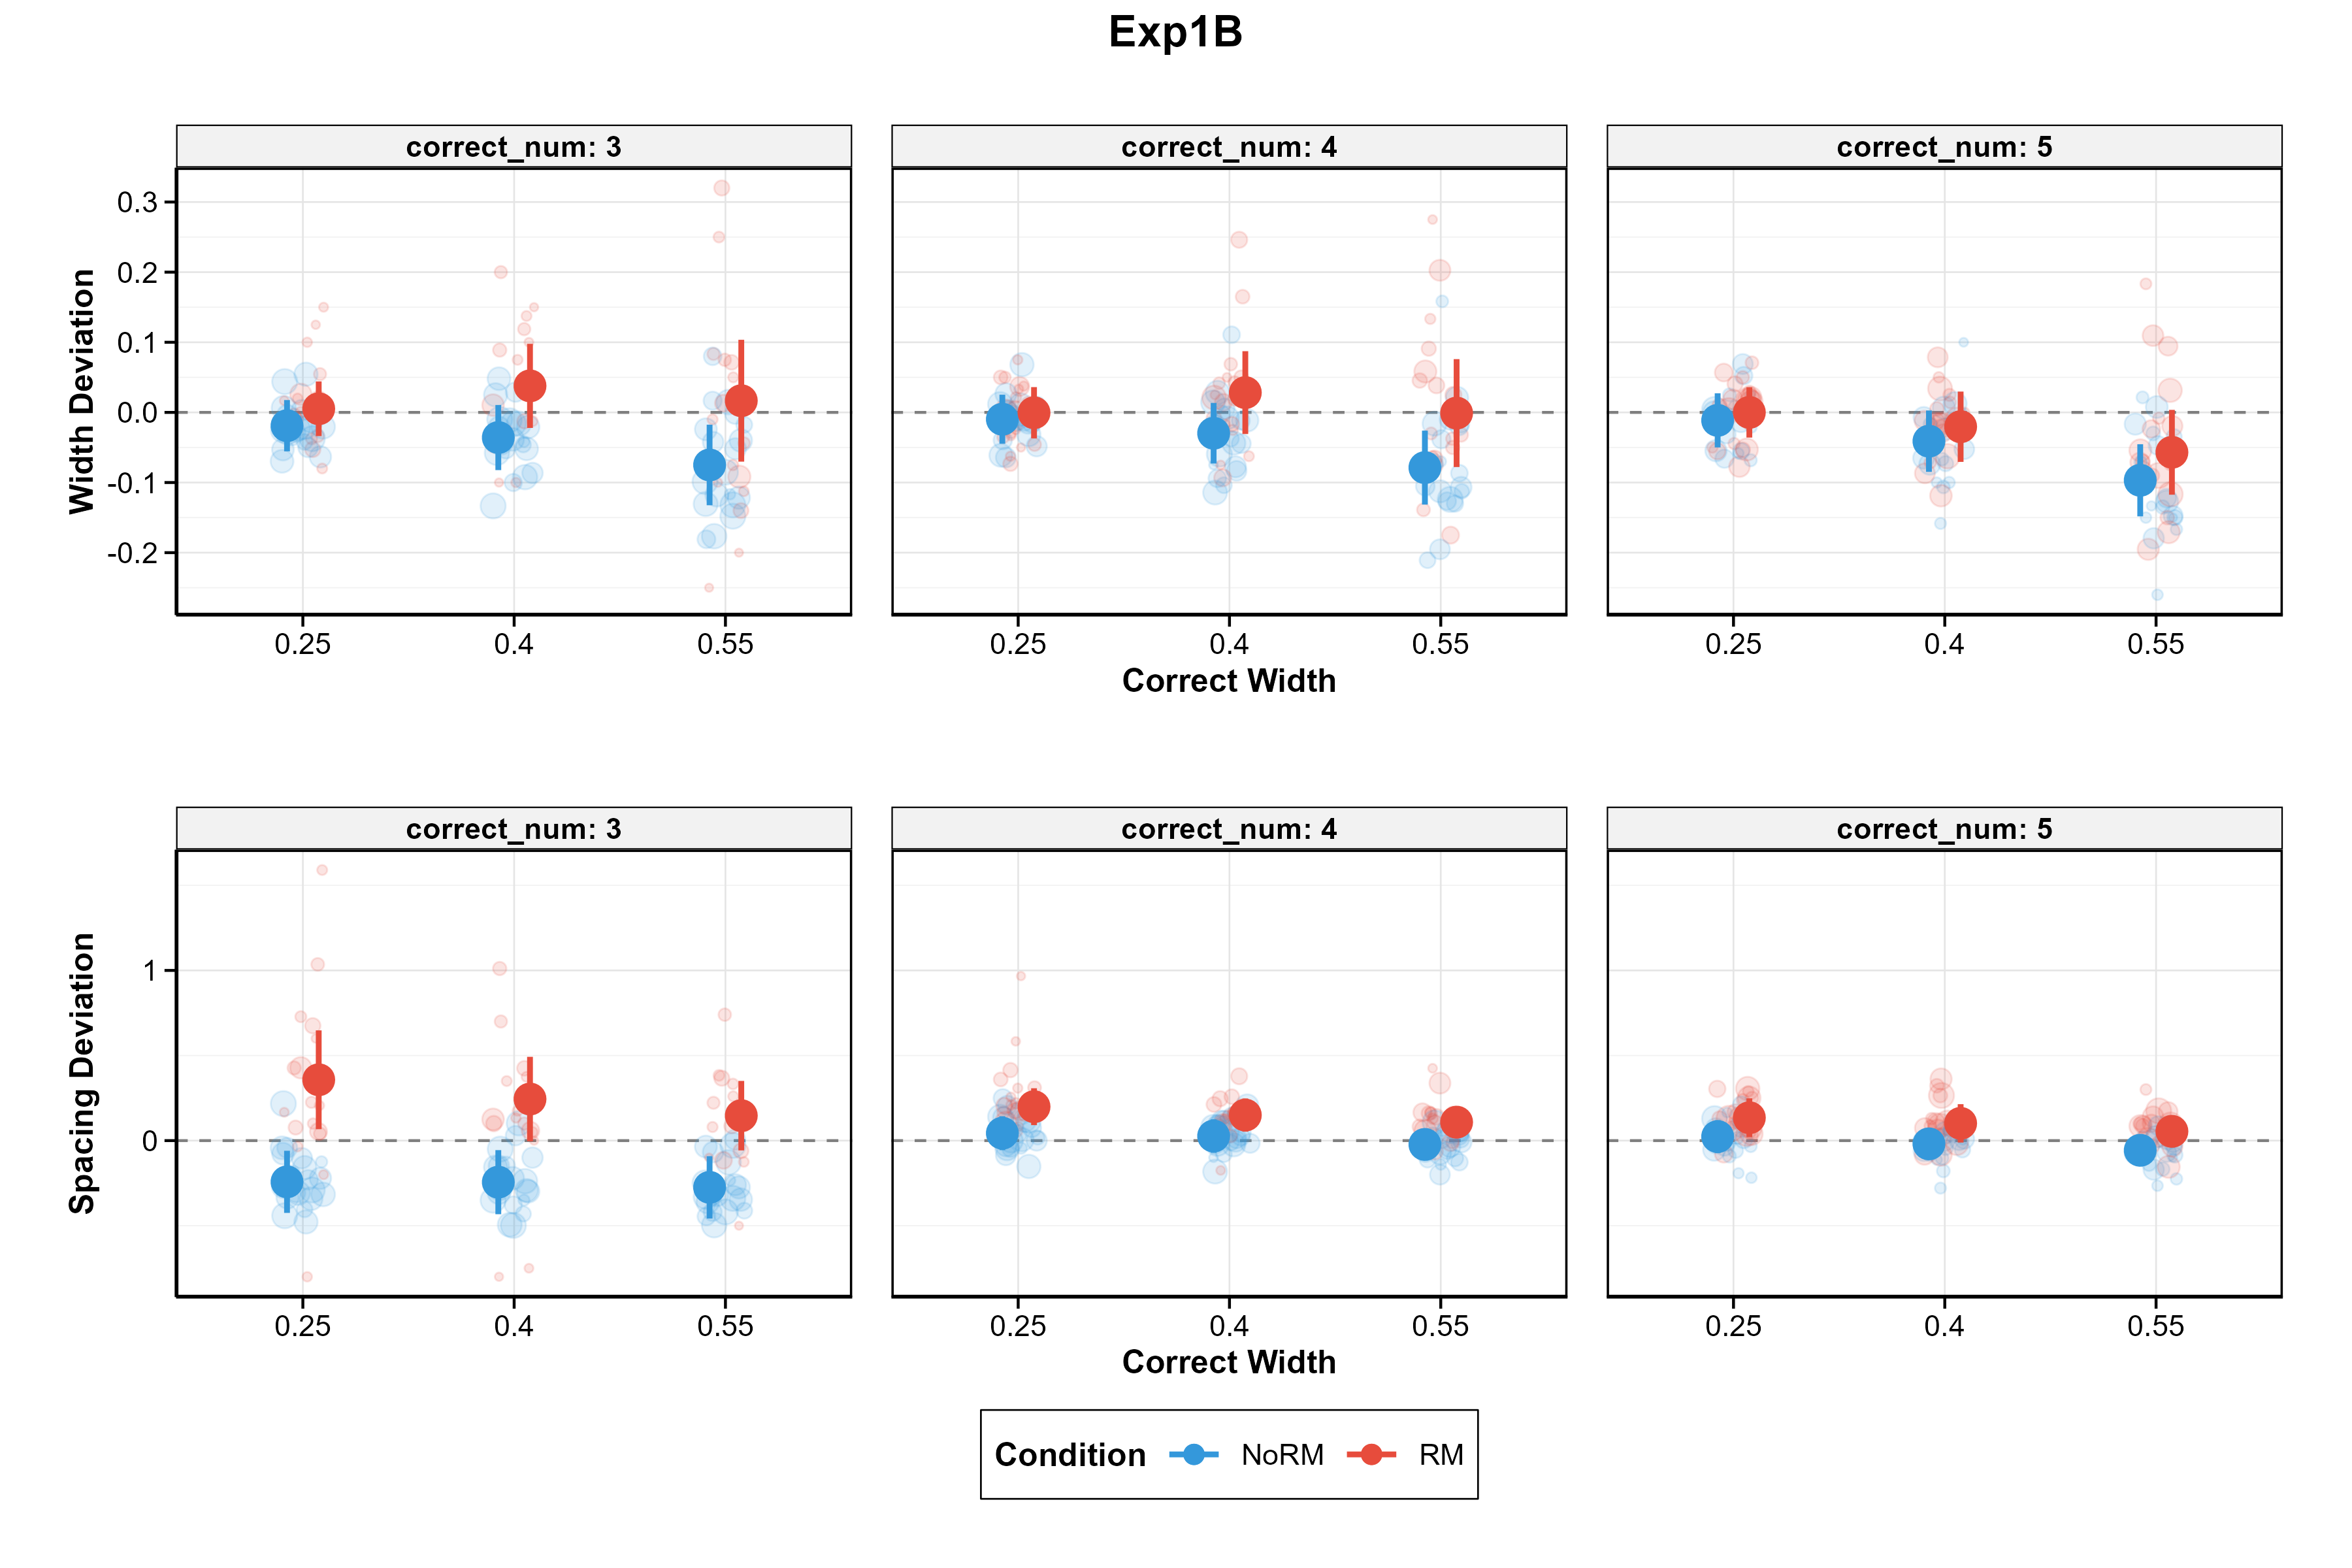 Exp1B
correct_num: 3
correct_num: 4
correct_num: 5
Width Deviation
0.3
0.2
0.1
0.0
-0.1
-0.2
0.25 0.4 0.55
0.25 0.4 0.55
0.25 0.4 0.55
Correct Width
correct_num: 3
correct_num: 4
correct_num: 5
Spacing Deviation
1
0
0.25 0.4 0.55
0.25 0.4 0.55
0.25 0.4 0.55
Correct Width
Condition NoRM RM